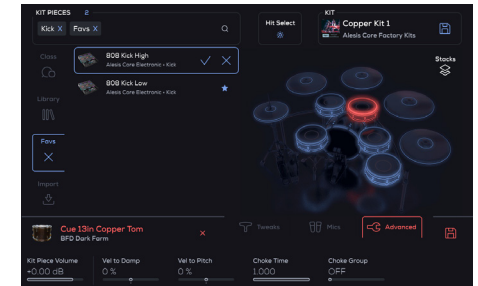 KIT PIECES 2
Kick X Favs X
Hit Select
KIT
Copper Kit 1
Alesis Core Factory Kits
Stacks
Class
808 Kick High
Alesis Core Electronic • Kick
808 Kick Low
Alesis Core Electronic • Kick
Library
Favs
Import
Cue 13in Copper Tom
BFD Dark Farm
Tweaks
Mics
Advanced
Kit Piece Volume
+0.00 dB
Vel to Damp
0 %
Vel to Pitch
0 %
Choke Time
1.000
Choke Group
OFF